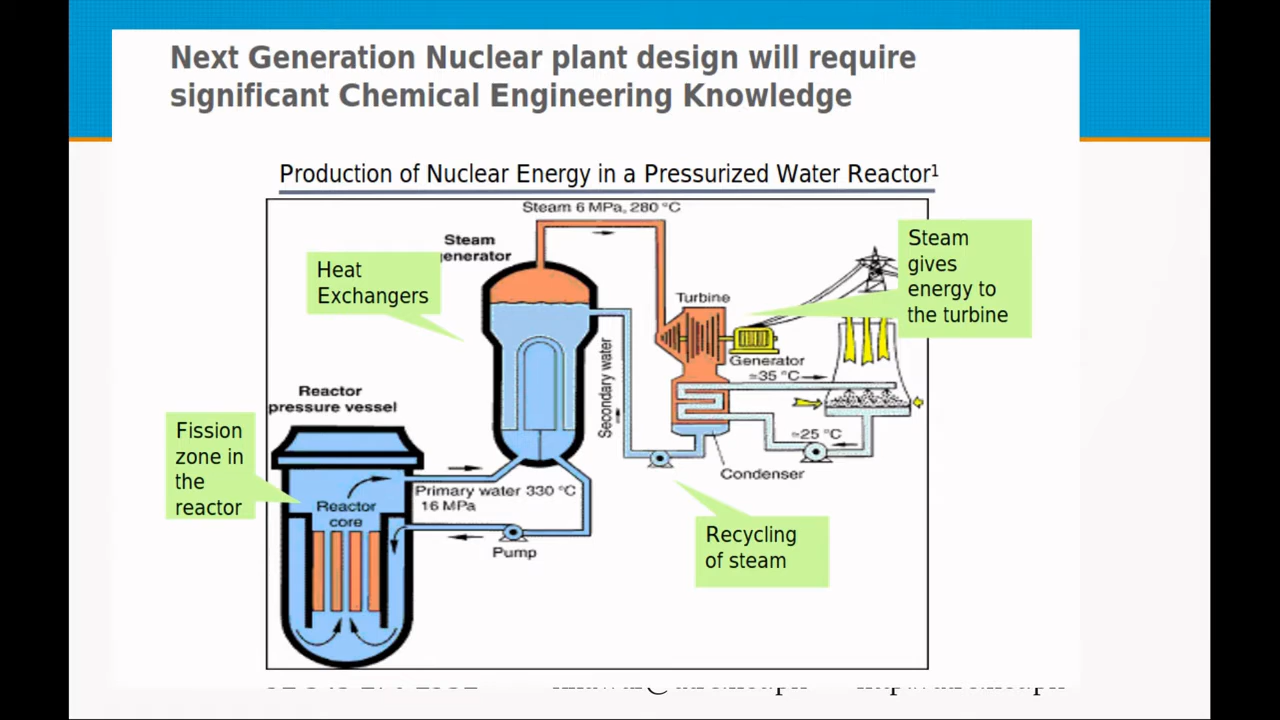 Next Generation Nuclear plant design will require
significant Chemical Engineering Knowledge
Production of Nuclear Energy in a Pressurized Water Reactor1
Steam 6 MPa, 280 °C
Steam
generator
Heat
Exchangers
Steam
gives
energy to
the turbine
Turbine
Generator
≈35 °C
Secondary water
Reactor
pressure vessel
Fission
zone in
the
reactor
≈25 °C
Condenser
Primary water 330 °C
16 MPa
Reactor
core
Pump
Recycling
of steam